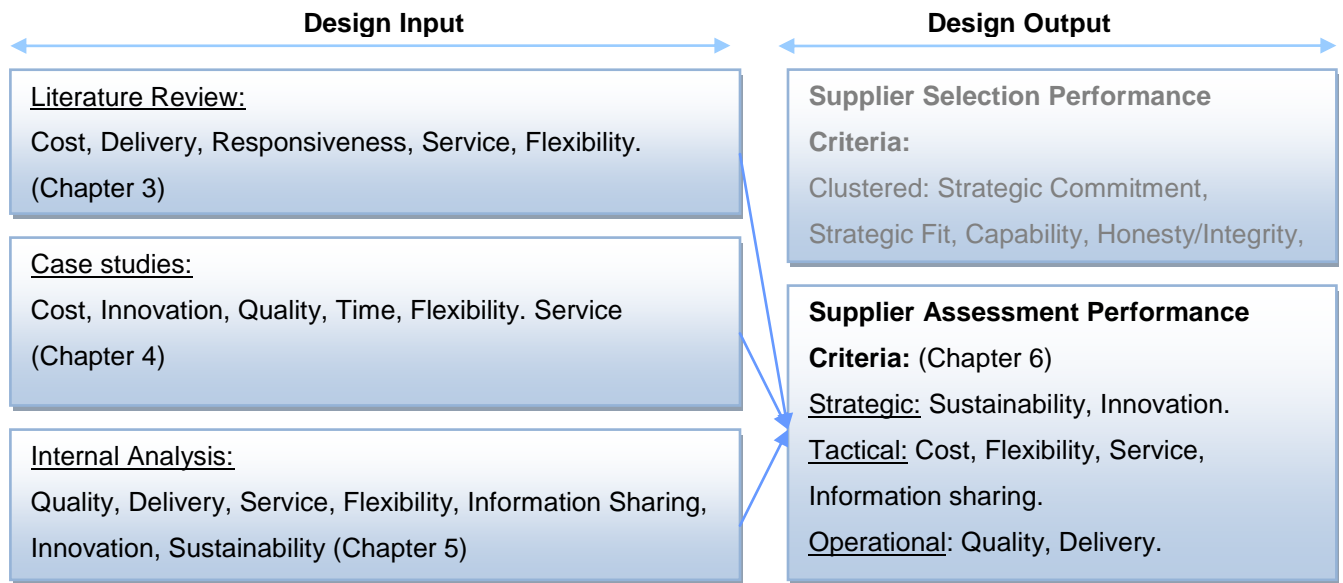 Design Input
Design Output
Literature Review:
Cost, Delivery, Responsiveness, Service, Flexibility.
(Chapter 3)
Case studies:
Cost, Innovation, Quality, Time, Flexibility. Service
(Chapter 4)
Internal Analysis:
Quality, Delivery, Service, Flexibility, Information Sharing,
Innovation, Sustainability (Chapter 5)
Supplier Selection Performance
Criteria:
Clustered: Strategic Commitment,
Strategic Fit, Capability, Honesty/Integrity,
Supplier Assessment Performance
Criteria: (Chapter 6)
Strategic: Sustainability, Innovation.
Tactical: Cost, Flexibility, Service,
Information sharing.
Operational: Quality, Delivery.